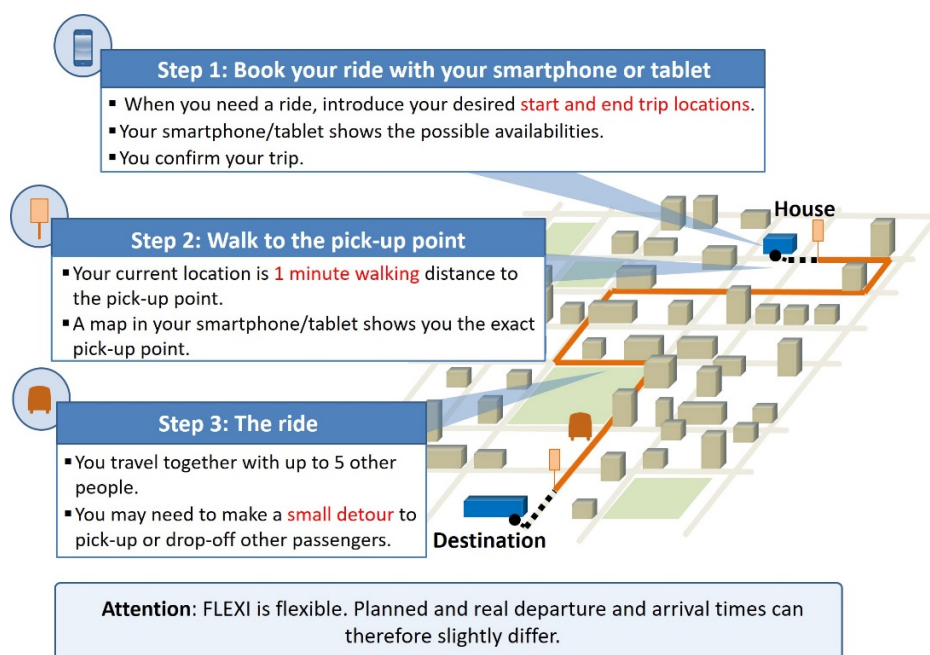 Step 1: Book your ride with your smartphone or tablet
▪ When you need a ride, introduce your desired start and end trip locations.
▪ Your smartphone/tablet shows the possible availabilities.
▪ You confirm your trip.
House
Step 2: Walk to the pick-up point
▪ Your current location is 1 minute walking distance to
the pick-up point.
▪ A map in your smartphone/tablet shows you the exact
pick-up point.
Step 3: The ride
▪ You travel together with up to 5 other
people.
▪ You may need to make a small detour to
pick-up or drop-off other passengers.
Destination
Attention: FLEXI is flexible. Planned and real departure and arrival times can
therefore slightly differ.